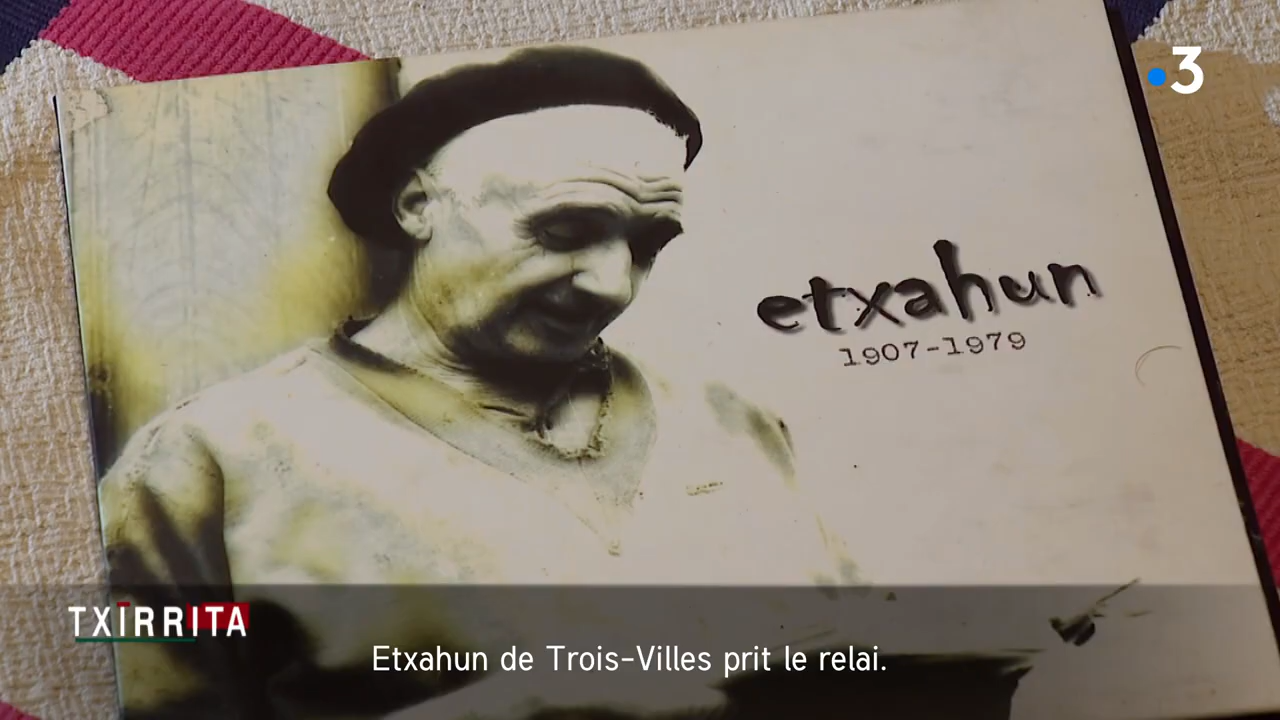 3
etxahun
1907-1979
TXIRRITA
Etxahun de Trois-Villes prit le relai.